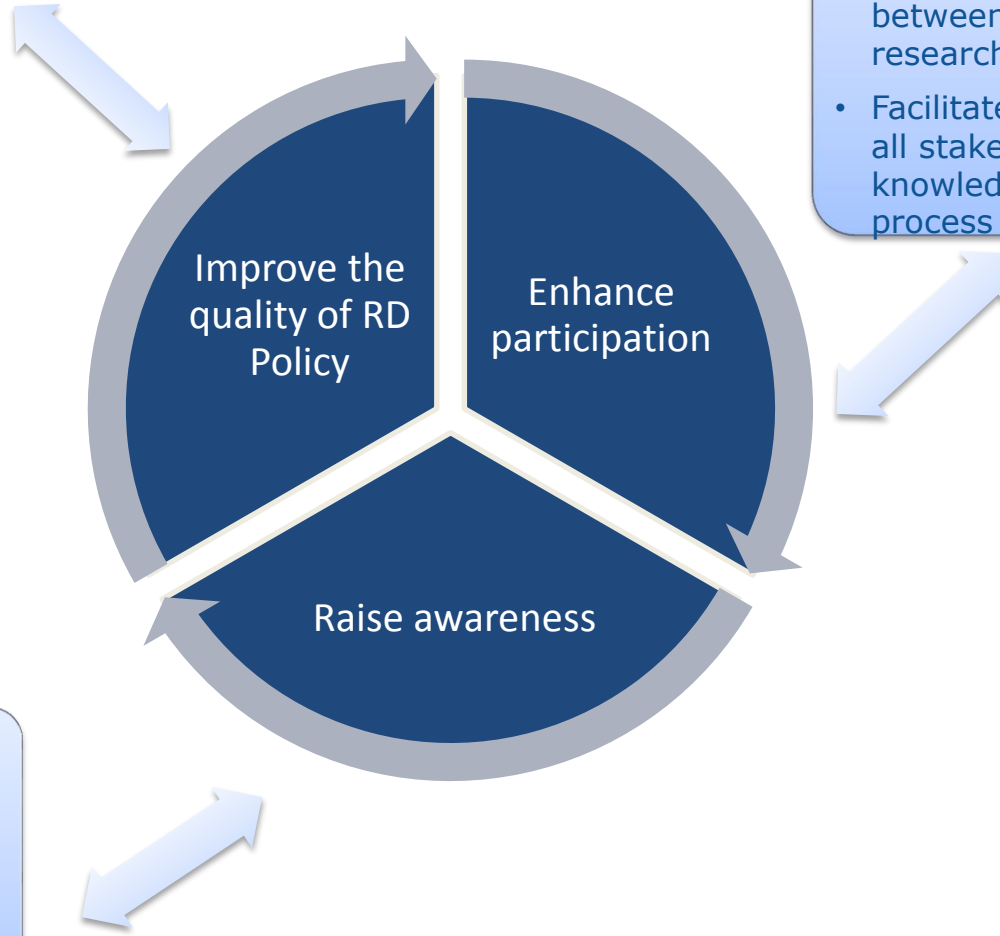 between
research
• Facilitate
all stake
knowled
process
Improve the
quality of RD
Policy
Enhance
participation
Raise awareness